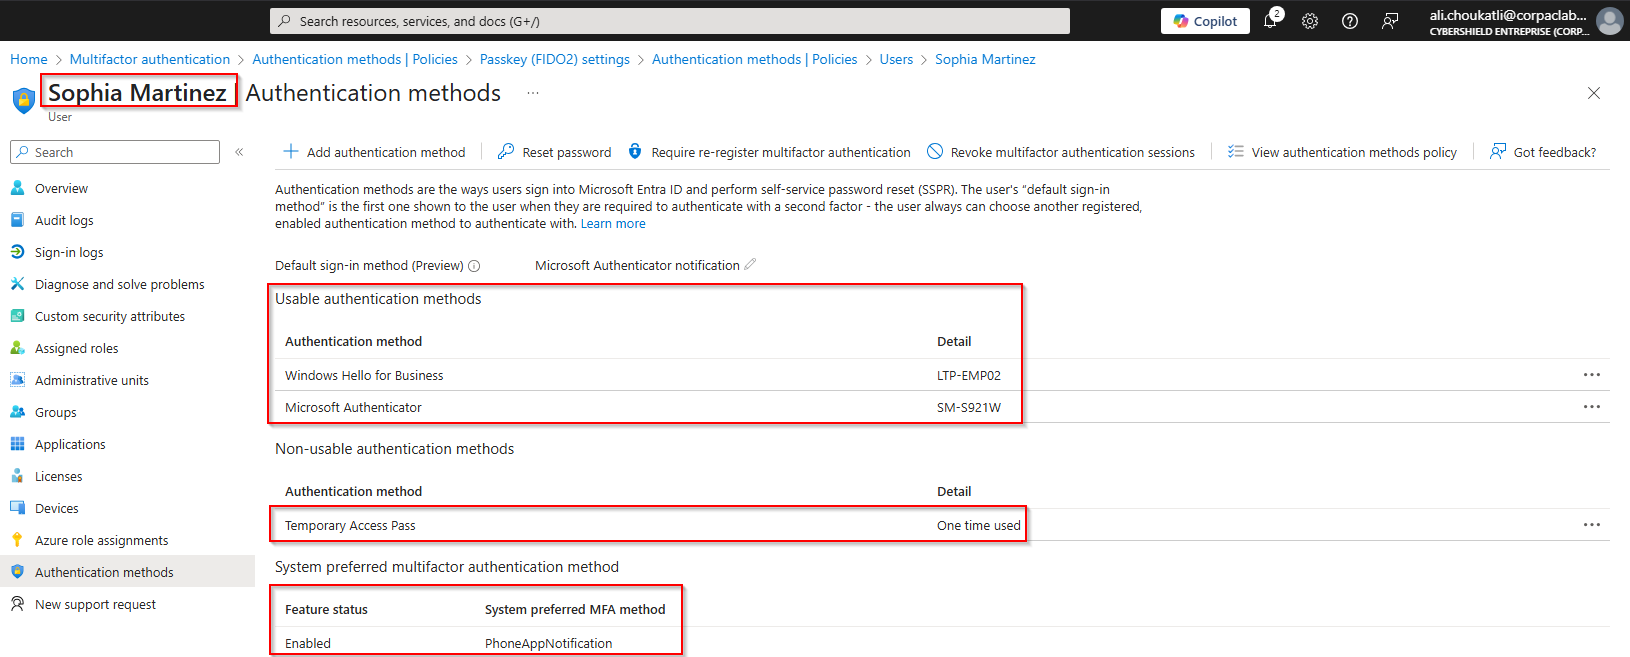 Search resources, services, and docs (G+/)
Copilot
2
ali.choukatli@corpaclab...
CYBERSHIELD ENTREPRISE (CORP...
Home > Multifactor authentication > Authentication methods | Policies > Passkey (FIDO2) settings > Authentication methods | Policies > Users > Sophia Martinez
Sophia Martinez | Authentication methods ...
User
Search
Overview
Audit logs
Sign-in logs
Diagnose and solve problems
Custom security attributes
Assigned roles
Administrative units
Groups
Applications
Licenses
Devices
Azure role assignments
Authentication methods
New support request
Add authentication method | Reset password Require re-register multifactor authentication Revoke multifactor authentication sessions | View authentication methods policy | Got feedback?
Authentication methods are the ways users sign into Microsoft Entra ID and perform self-service password reset (SSPR). The user's "default sign-in
method" is the first one shown to the user when they are required to authenticate with a second factor - the user always can choose another registered,
enabled authentication method to authenticate with. Learn more
Default sign-in method (Preview) Microsoft Authenticator notification
Usable authentication methods
Authentication method Detail
Windows Hello for Business LTP-EMP02
Microsoft Authenticator SM-S921W
Non-usable authentication methods
Authentication method Detail
Temporary Access Pass One time used
System preferred multifactor authentication method
Feature status System preferred MFA method
Enabled PhoneAppNotification